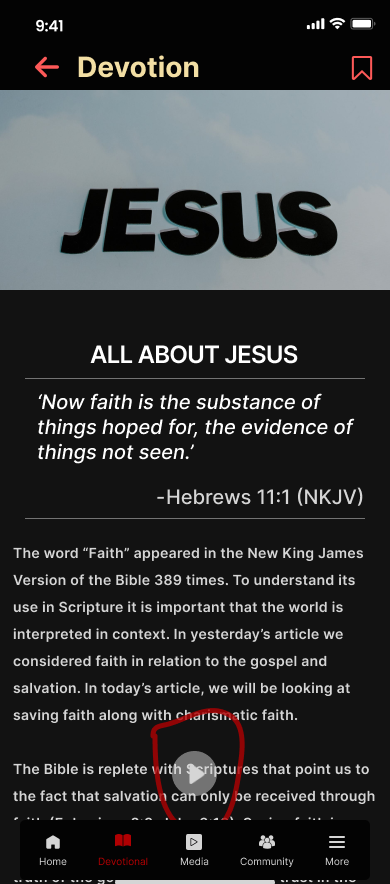 9:41
Devotion
JESUS
ALL ABOUT JESUS
‘Now faith is the substance of
things hoped for, the evidence of
things not seen.’
-Hebrews 11:1 (NKJV)
The word “Faith” appeared in the New King James
Version of the Bible 389 times. To understand its
use in Scripture it is important that the world is
interpreted in context. In yesterday’s article we
considered faith in relation to the gospel and
salvation. In today’s article, we will be looking at
saving faith along with charismatic faith.
The Bible is replete with Scriptures that point us to
the fact that salvation can only be received through
Home
Devotional
Media
Community
More